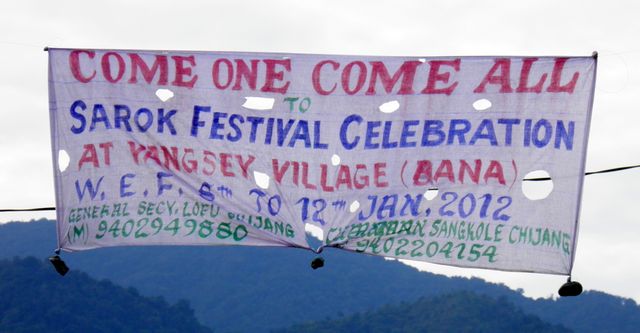 COME ONE COME ALL
TO
SAROK FESTIVAL CELEBRATION
AT YANGSEY VILLAGE (BANA)
W. E. F. 8TH TO 12TH JAN. 2012
GENERAL SECY. LOFU CHIJANG
(M) 9402949880
CHAIRMAN SANGKOLE CHIJANG
9402204154